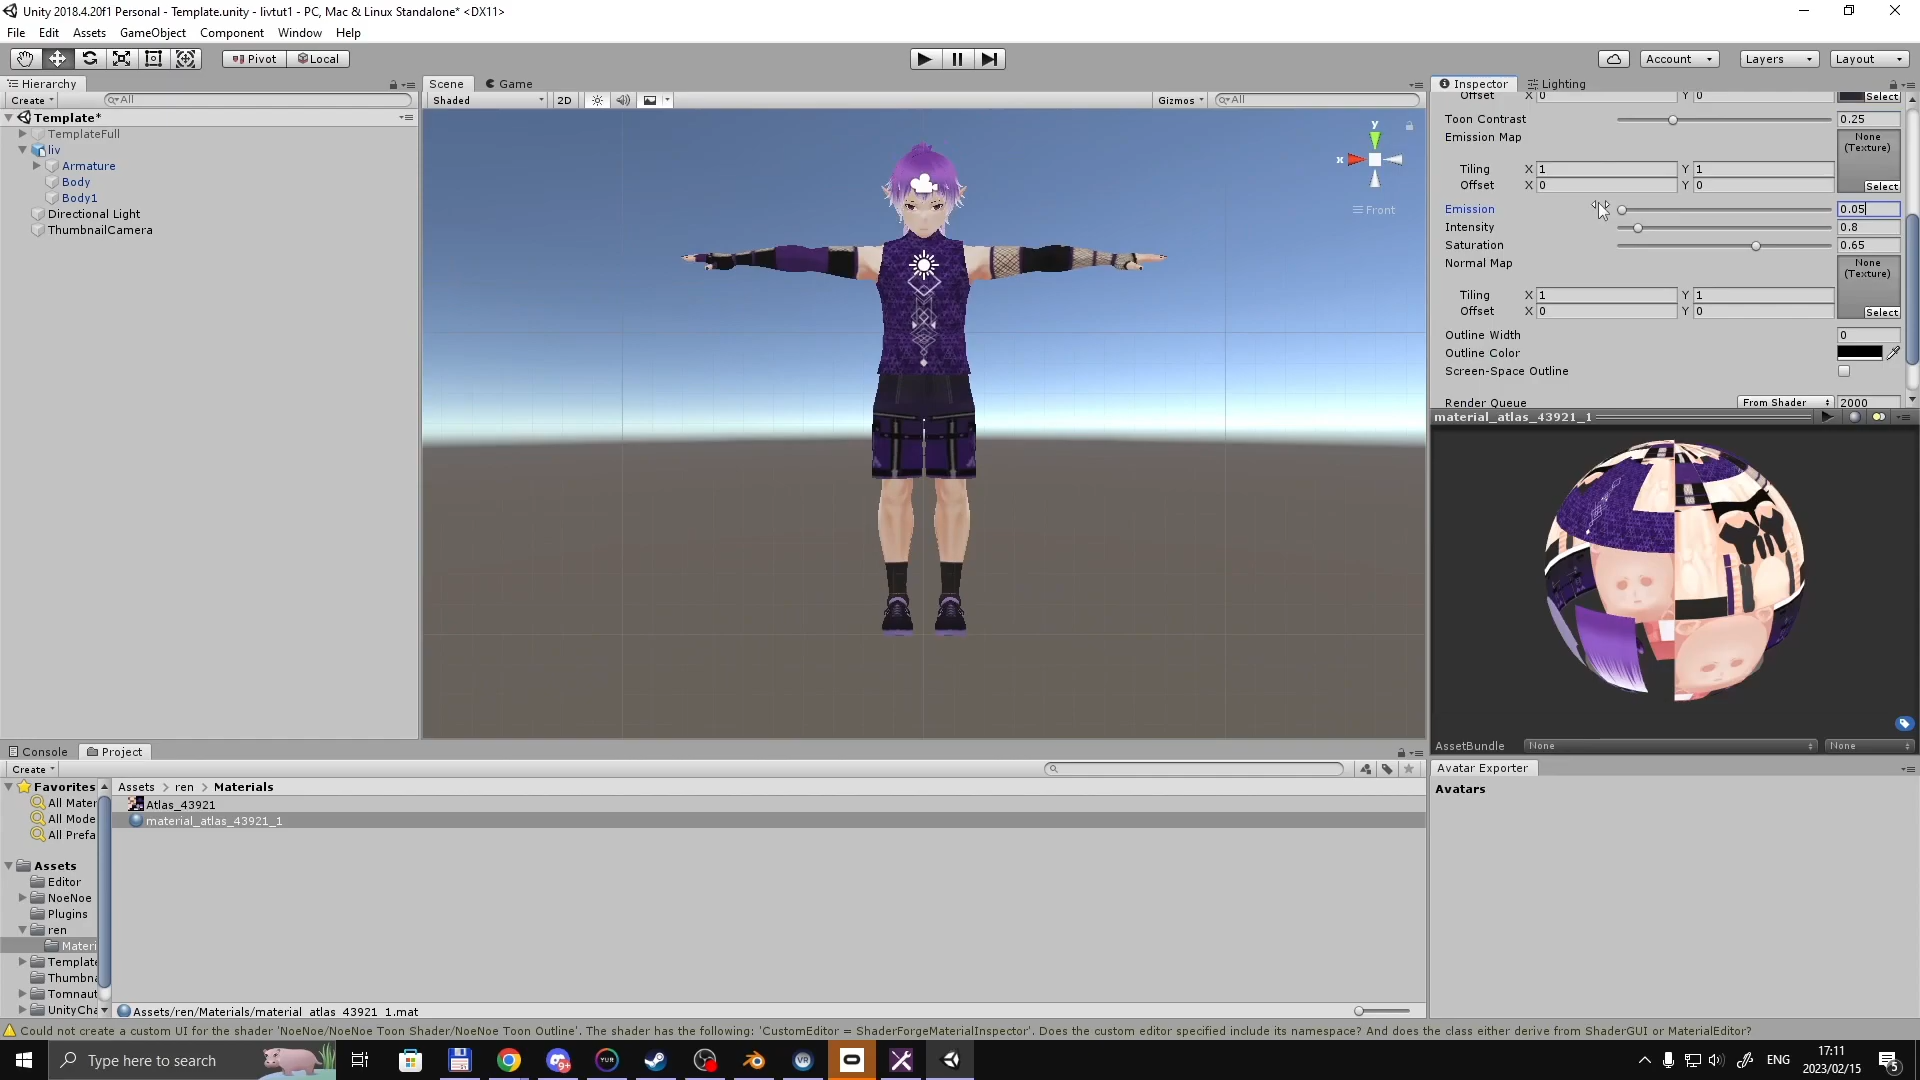 Unity 2018.4.20f1 Personal - Template.unity - livtut1 - PC, Mac & Linux Standalone* <DX11>
File Edit Assets GameObject Component Window Help
Pivot Local Account Layers Layout
Hierarchy
Create All
Template*
TemplateFull
liv
Armature
Body
Body1
Directional Light
ThumbnailCamera
Scene Game
Shaded 2D Gizmos All
y
x
Front
Inspector Lighting
Offset X 0 Y 0 Select
Toon Contrast 0.25
Emission Map None (Texture)
Tiling X 1 Y 1
Offset X 0 Y 0 Select
Emission 0.05
Intensity 0.8
Saturation 0.65
Normal Map None (Texture)
Tiling X 1 Y 1
Offset X 0 Y 0 Select
Outline Width 0
Outline Color
Screen-Space Outline
Render Queue From Shader 2000
material_atlas_43921_1
AssetBundle None None
Avatar Exporter
Avatars
Console Project
Create
Favorites
All Mater
All Mode
All Prefa
Assets
Editor
NoeNoe
Plugins
ren
Materi
Template
Thumbna
Tomnaut
UnityCha
Assets > ren > Materials
Atlas_43921
material_atlas_43921_1
Assets/ren/Materials/material_atlas_43921_1.mat
Could not create a custom UI for the shader 'NoeNoe/NoeNoe Toon Shader/NoeNoe Toon Outline'. The shader has the following: 'CustomEditor = ShaderForgeMaterialInspector'. Does the custom editor specified include its namespace? And does the class either derive from ShaderGUI or MaterialEditor?
Type here to search
9+
YUR
VR
ENG
17:11
2023/02/15
5